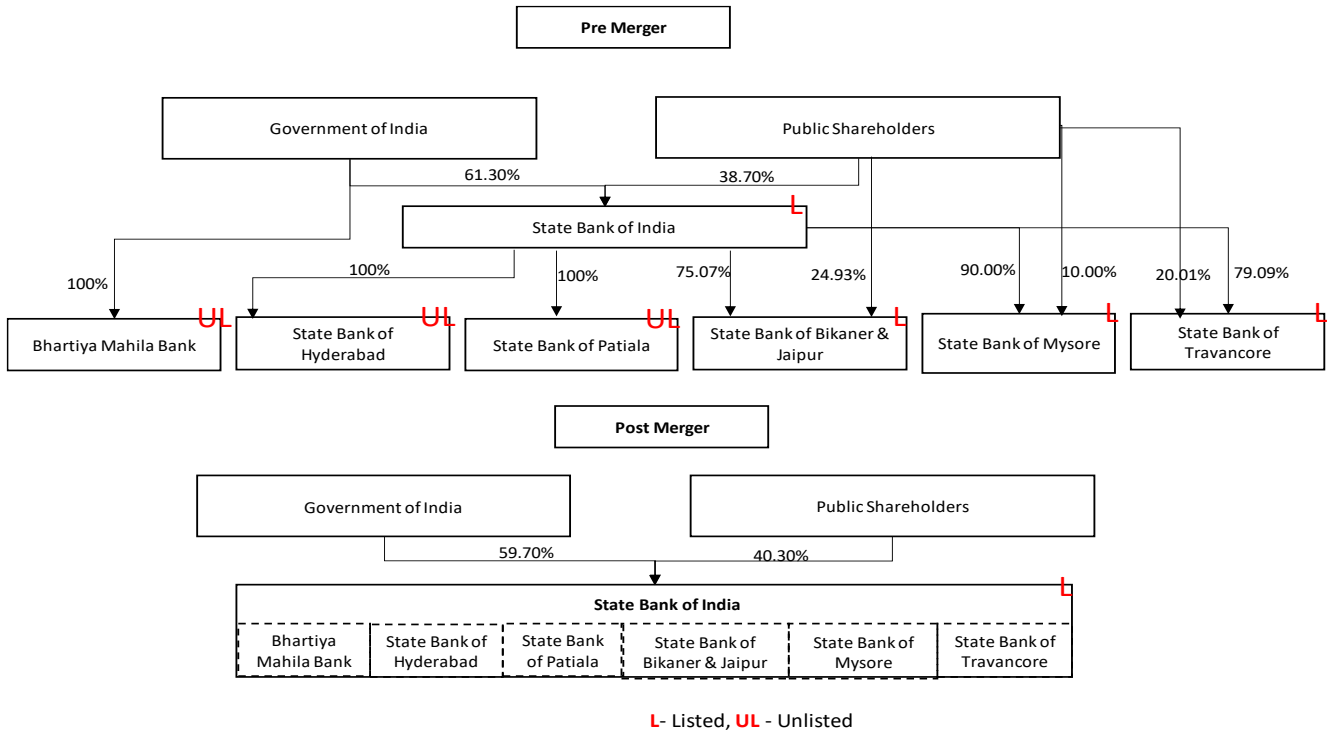 Pre Merger
Government of India
Public Shareholders
61.30%
38.70%
L
State Bank of India
100%
100%
100%
75.07%
24.93%
90.00%
10.00%
20.01%
79.09%
UL
Bhartiya Mahila Bank
UL
State Bank of
Hyderabad
UL
State Bank of Patiala
L
State Bank of Bikaner &
Jaipur
L
State Bank of Mysore
L
State Bank of
Travancore
Post Merger
Government of India
Public Shareholders
59.70%
40.30%
L
State Bank of India
Bhartiya
Mahila Bank
State Bank of
Hyderabad
State Bank
of Patiala
State Bank of
Bikaner & Jaipur
State Bank of
Mysore
State Bank of
Travancore
L- Listed, UL - Unlisted